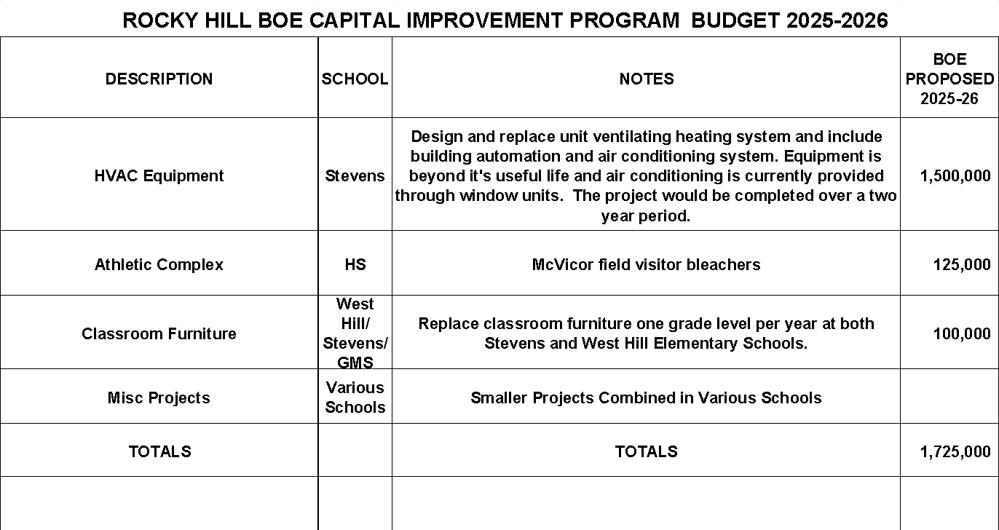 ROCKY HILL BOE CAPITAL IMPROVEMENT PROGRAM  BUDGET 2025-2026
DESCRIPTION
SCHOOL
NOTES
BOE
PROPOSED
2025-26
HVAC Equipment
Stevens
Design and replace unit ventilating heating system and include
building automation and air conditioning system. Equipment is
beyond it's useful life and air conditioning is currently provided
through window units.  The project would be completed over a two
year period.
1,500,000
Athletic Complex
HS
McVicor field visitor bleachers
125,000
Classroom Furniture
West
Hill/
Stevens/
GMS
Replace classroom furniture one grade level per year at both
Stevens and West Hill Elementary Schools.
100,000
Misc Projects
Various
Schools
Smaller Projects Combined in Various Schools
TOTALS
TOTALS
1,725,000